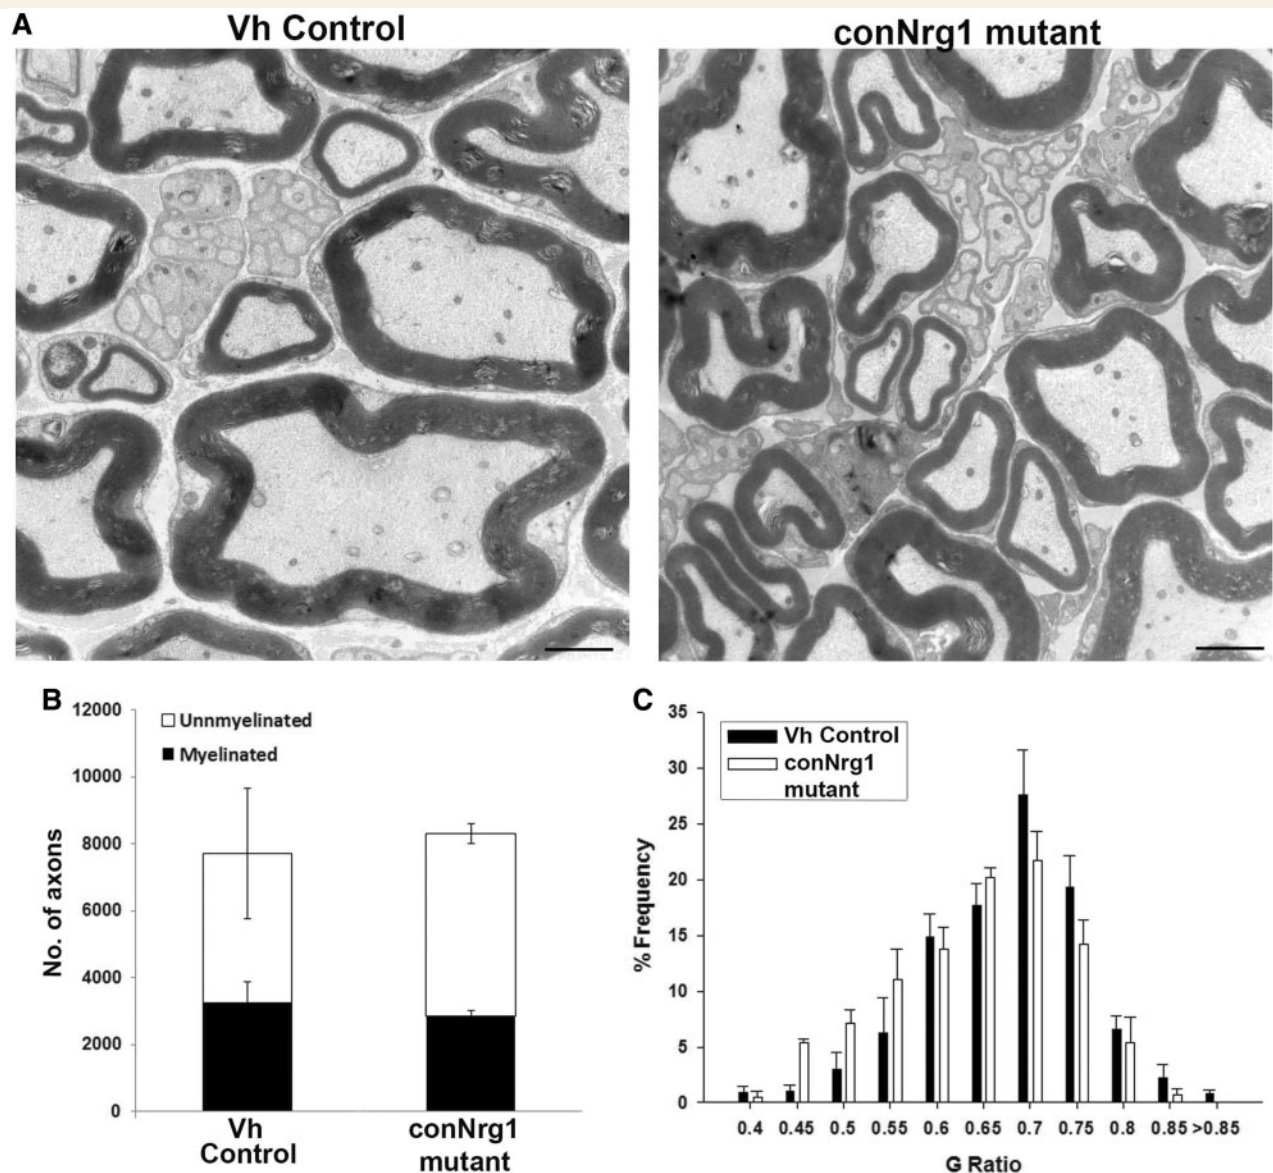 A
Vh Control
conNrg1 mutant
B
12000
10000
8000
6000
4000
2000
0
No. of axons
Unnmyelinated
Myelinated
Vh
Control
conNrg1
mutant
C
35
30
25
20
15
10
5
0
% Frequency
Vh Control
conNrg1
mutant
0.4 0.45 0.5 0.55 0.6 0.65 0.7 0.75 0.8 0.85 >0.85
G Ratio